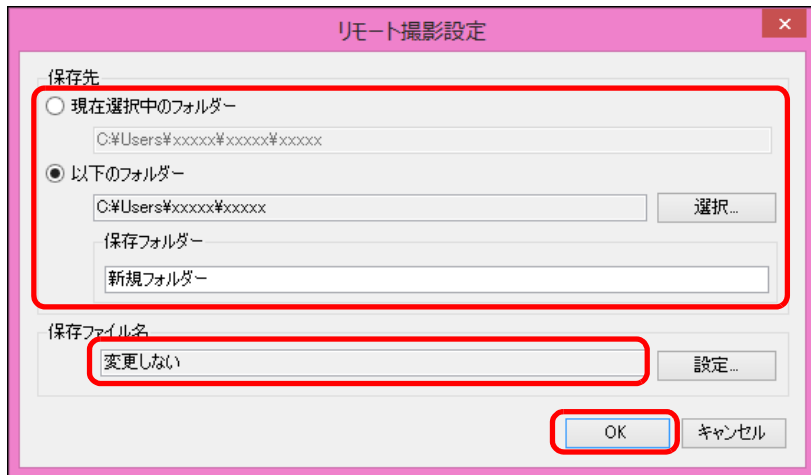 リモート撮影設定
保存先
現在選択中のフォルダー
C:¥Users¥xxxxx¥xxxxx¥xxxxx
以下のフォルダー
C:¥Users¥xxxxx¥xxxxx
選択...
保存フォルダー
新規フォルダー
保存ファイル名
変更しない
設定...
OK
キャンセル